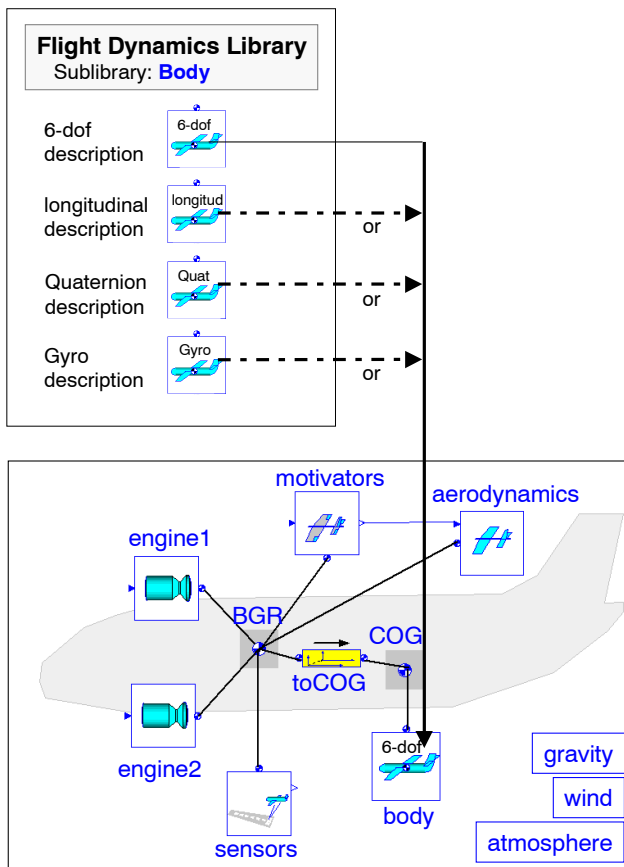 Flight Dynamics Library
Sublibrary: Body
6-dof
description
6-dof
longitudinal
description
longitud
or
Quaternion
description
Quat
or
Gyro
description
Gyro
or
motivators
aerodynamics
engine1
BGR
COG
toCOG
engine2
6-dof
gravity
wind
body
sensors
atmosphere